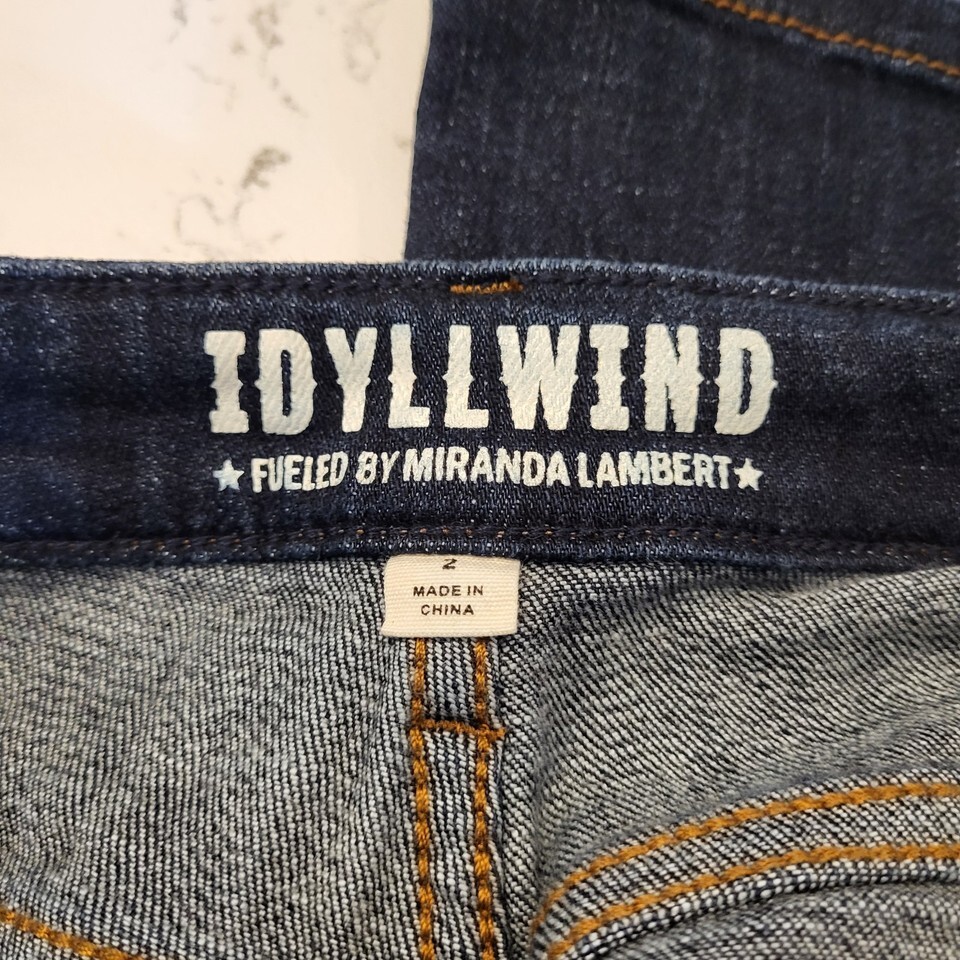 IDYLLWIND
★ FUELED BY MIRANDA LAMBERT ★
2
MADE IN
CHINA